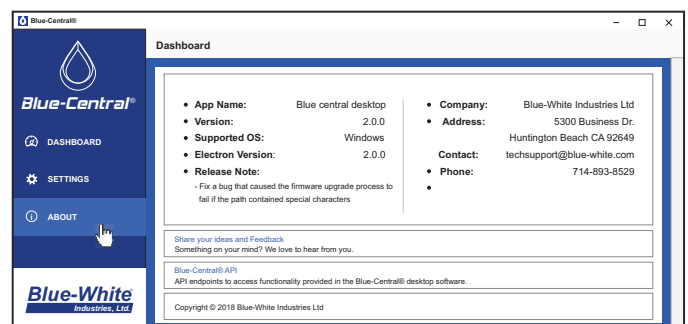 Blue-Central®
Dashboard
Blue-Central®
DASHBOARD
SETTINGS
ABOUT
Blue-White
Industries, Ltd.
• App Name: Blue central desktop
• Version: 2.0.0
• Supported OS: Windows
• Electron Version: 2.0.0
• Release Note:
- Fix a bug that caused the firmware upgrade process to
fail if the path contained special characters
• Company: Blue-White Industries Ltd
• Address: 5300 Business Dr.
Huntington Beach CA 92649
Contact: techsupport@blue-white.com
• Phone: 714-893-8529
•
Share your ideas and Feedback
Something on your mind? We love to hear from you.
Blue-Central® API
API endpoints to access functionality provided in the Blue-Central® desktop software.
Copyright © 2018 Blue-White Industries Ltd